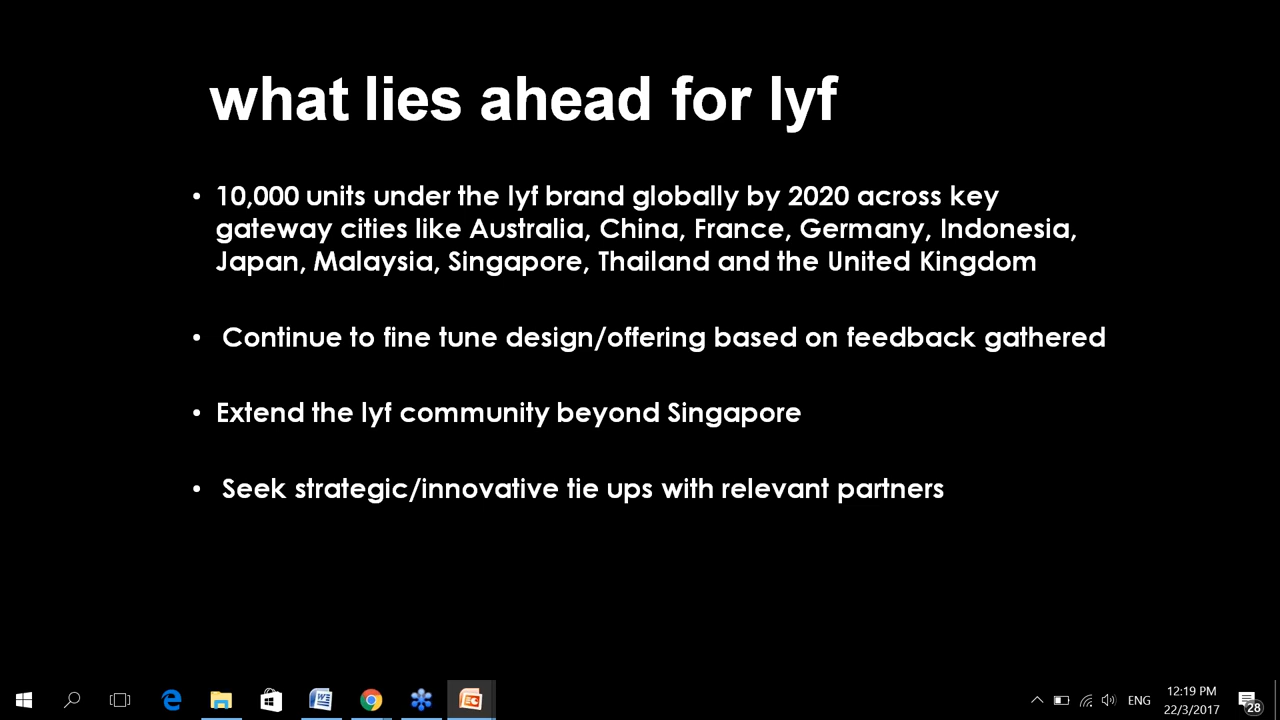 what lies ahead for lyf
• 10,000 units under the lyf brand globally by 2020 across key
gateway cities like Australia, China, France, Germany, Indonesia,
Japan, Malaysia, Singapore, Thailand and the United Kingdom
• Continue to fine tune design/offering based on feedback gathered
• Extend the lyf community beyond Singapore
• Seek strategic/innovative tie ups with relevant partners
ENG
12:19 PM
22/3/2017
28